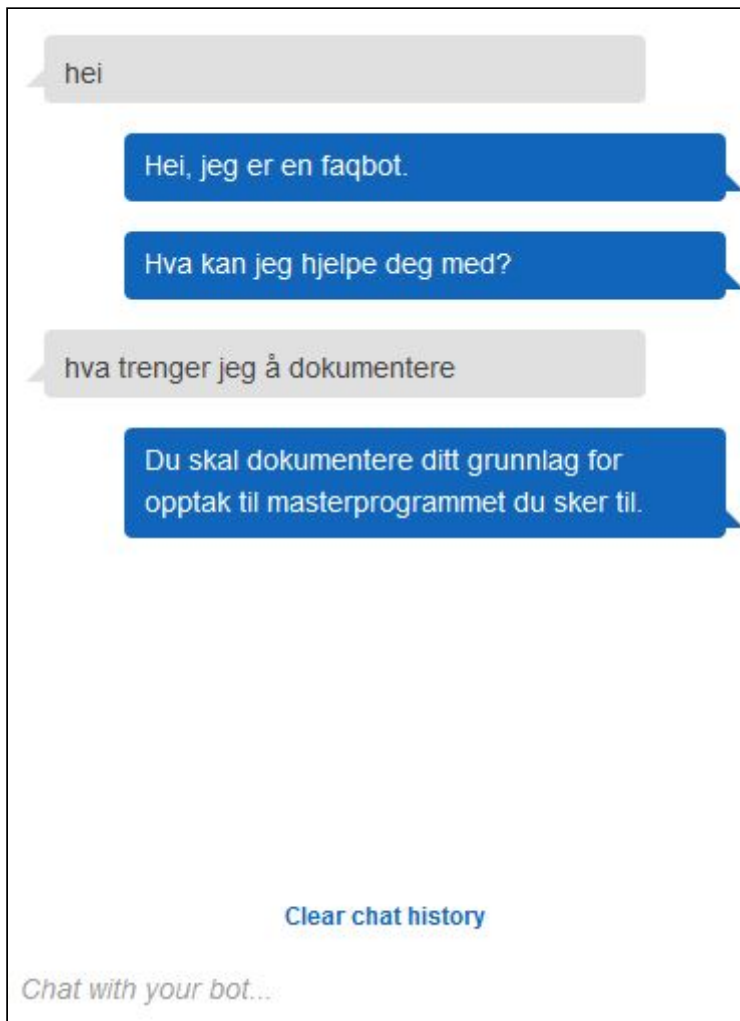 hei
Hei, jeg er en faqbot.
Hva kan jeg hjelpe deg med?
hva trenger jeg å dokumentere
Du skal dokumentere ditt grunnlag for
opptak til masterprogrammet du sker til.
Clear chat history
Chat with your bot...